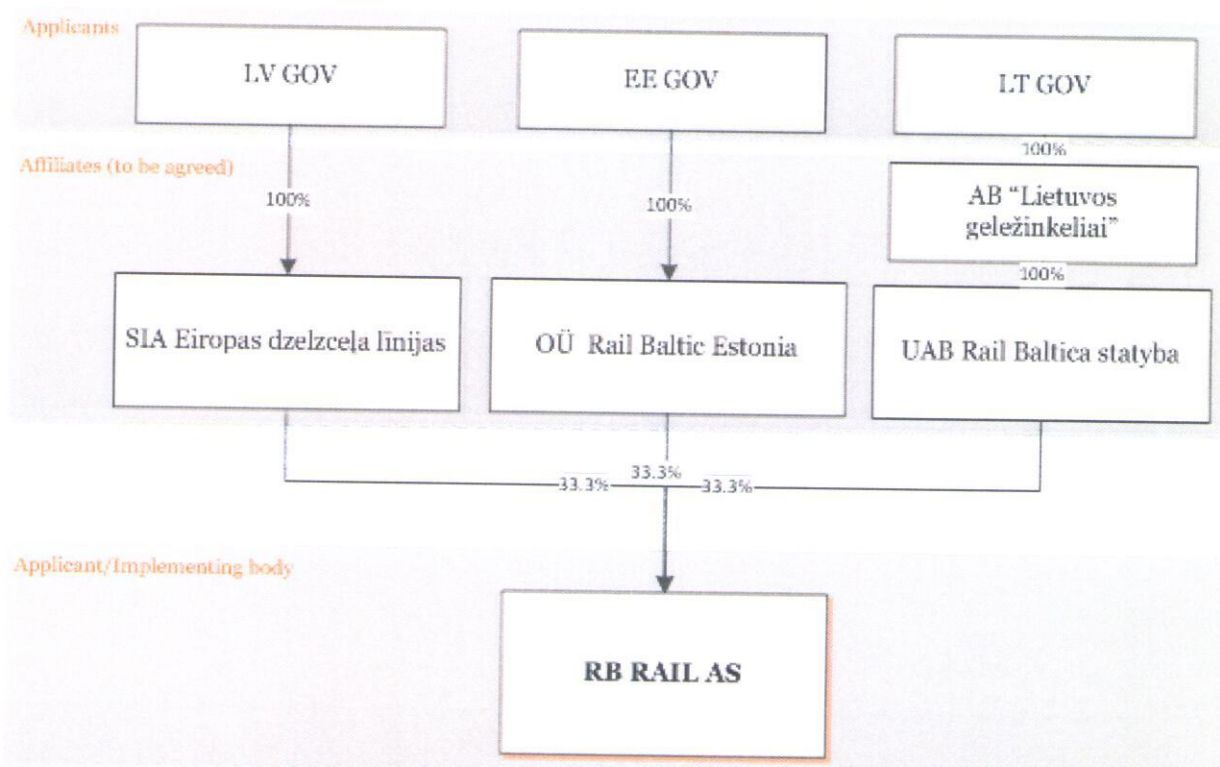 Applicants
LV GOV
EE GOV
LT GOV
100%
Affiliates (to be agreed)
100%
100%
AB “Lietuvos
geležinkeliai”
100%
SIA Eiropas dzelzceļa līnijas
OÜ Rail Baltic Estonia
UAB Rail Baltica statyba
33.3%
33.3%
33.3%
Applicant/Implementing body
RB RAIL AS